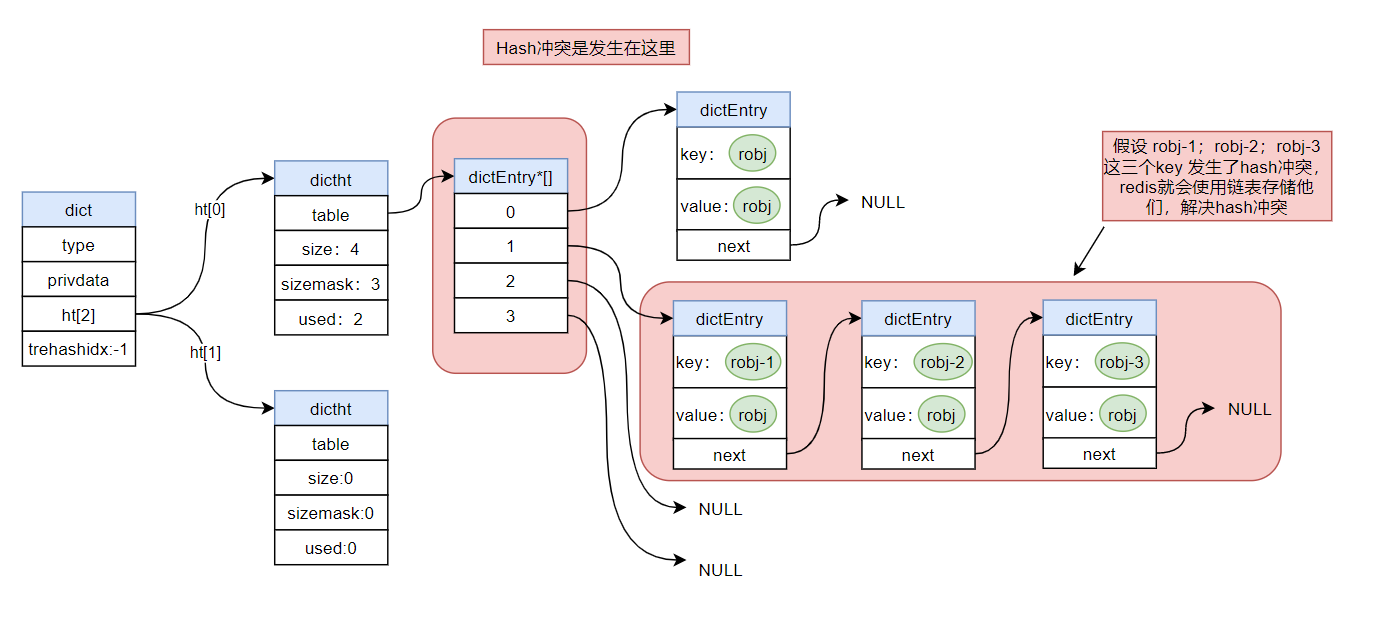 Hash冲突是发生在这里
dict
type
privdata
ht[2]
trehashidx:-1
ht[0]
ht[1]
dictht
table
size：4
sizemask：3
used：2
dictht
table
size:0
sizemask:0
used:0
dictEntry*[]
0
1
2
3
dictEntry
key： robj
value： robj
next
NULL
假设 robj-1；robj-2；robj-3
这三个key 发生了hash冲突，
redis就会使用链表存储他
们，解决hash冲突
dictEntry
key： robj-1
value： robj
next
dictEntry
key： robj-2
value： robj
next
dictEntry
key： robj-3
value： robj
next
NULL
NULL
NULL